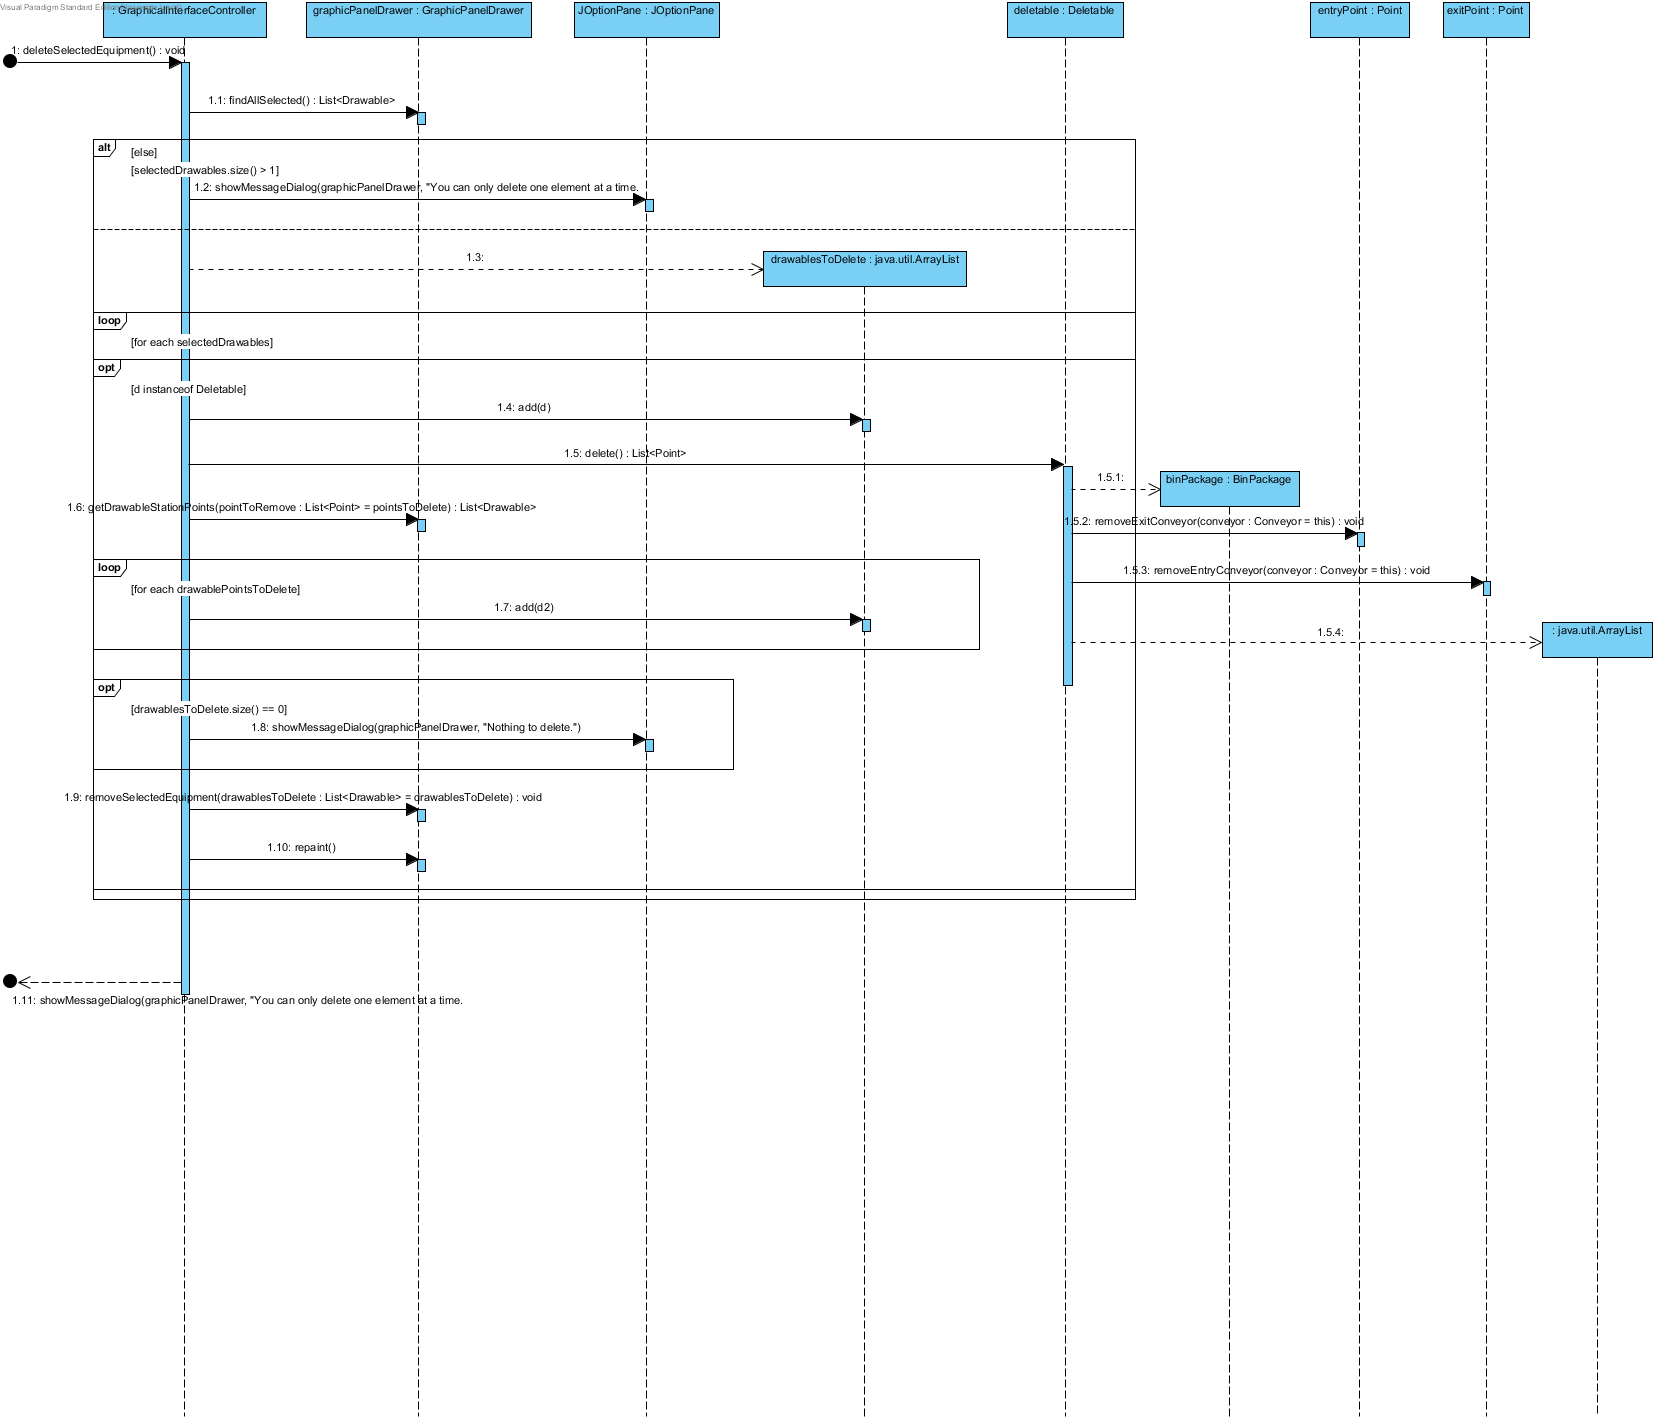 Visual Paradigm Standard Edition
: GraphicalInterfaceController
graphicPanelDrawer : GraphicPanelDrawer
JOptionPane : JOptionPane
deletable : Deletable
entryPoint : Point
exitPoint : Point
1: deleteSelectedEquipment() : void
1.1: findAllSelected() : List<Drawable>
alt
[else]
[selectedDrawables.size() > 1]
1.2: showMessageDialog(graphicPanelDrawer, "You can only delete one element at a time.
1.3:
drawablesToDelete : java.util.ArrayList
loop
[for each selectedDrawables]
opt
[d instanceof Deletable]
1.4: add(d)
1.5: delete() : List<Point>
1.5.1:
binPackage : BinPackage
1.6: getDrawableStationPoints(pointToRemove : List<Point> = pointsToDelete) : List<Drawable>
1.5.2: removeExitConveyor(conveyor : Conveyor = this) : void
loop
[for each drawablePointsToDelete]
1.5.3: removeEntryConveyor(conveyor : Conveyor = this) : void
1.7: add(d2)
1.5.4:
: java.util.ArrayList
opt
[drawablesToDelete.size() == 0]
1.8: showMessageDialog(graphicPanelDrawer, "Nothing to delete.")
1.9: removeSelectedEquipment(drawablesToDelete : List<Drawable> = drawablesToDelete) : void
1.10: repaint()
1.11: showMessageDialog(graphicPanelDrawer, "You can only delete one element at a time.